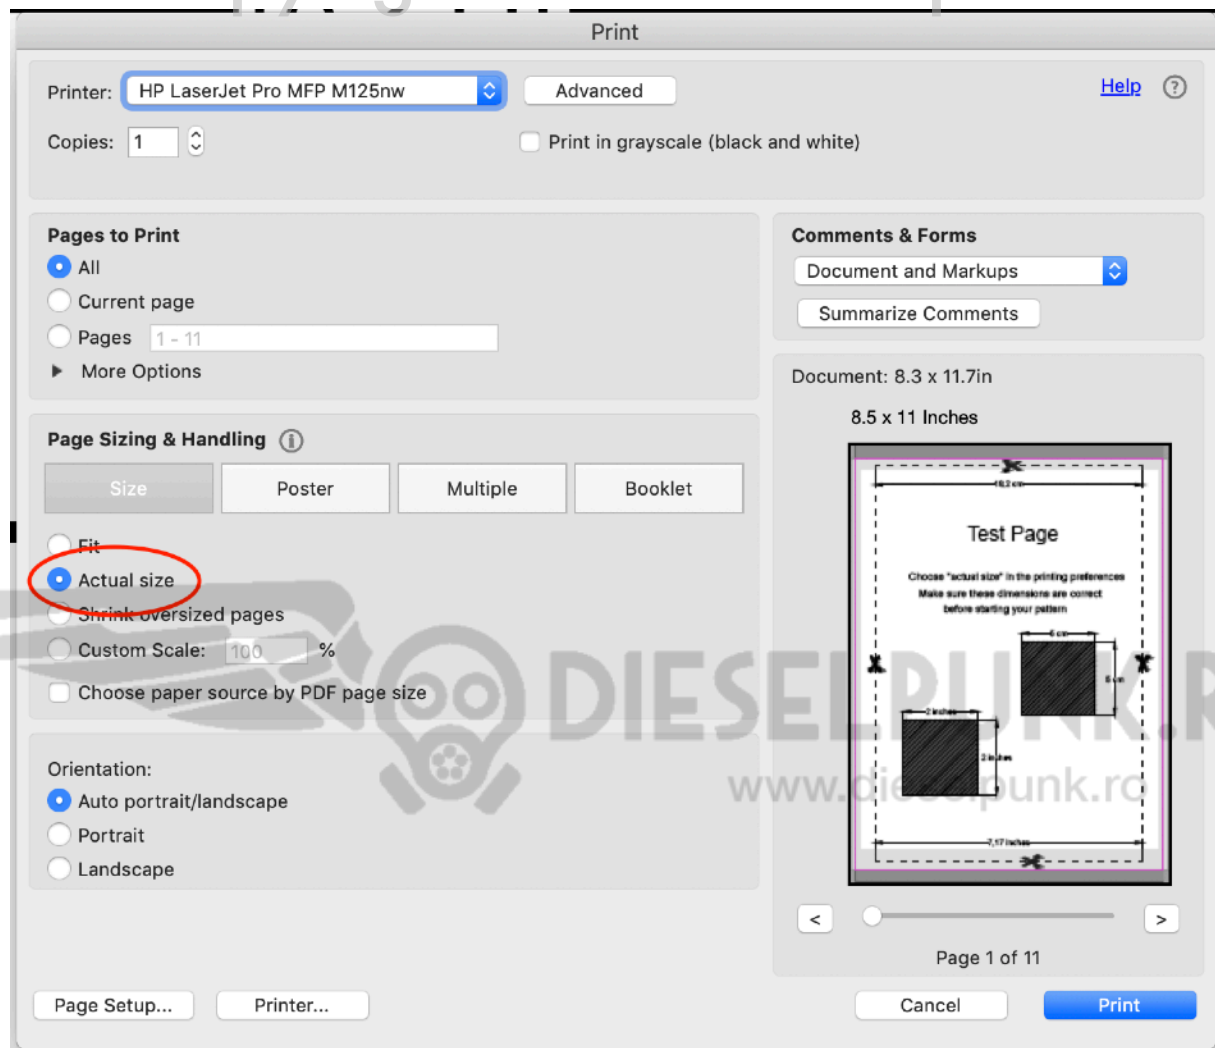 Print
Printer: HP LaserJet Pro MFP M125nw Advanced Help ?
Copies: 1 Print in grayscale (black and white)
Pages to Print
All
Current page
Pages 1 - 11
More Options
Comments & Forms
Document and Markups
Summarize Comments
Page Sizing & Handling i
Size Poster Multiple Booklet
Fit
Actual size
Shrink oversized pages
Custom Scale: 100 %
Choose paper source by PDF page size
Orientation:
Auto portrait/landscape
Portrait
Landscape
Document: 8.3 x 11.7in
8.5 x 11 Inches
Test Page
Choose "actual size" in the printing preferences
Make sure these dimensions are correct
before starting your pattern
2 inches
7,17 inches
< >
Page 1 of 11
DIESELPUNK.R
www.dieselpunk.ro
Page Setup... Printer... Cancel Print